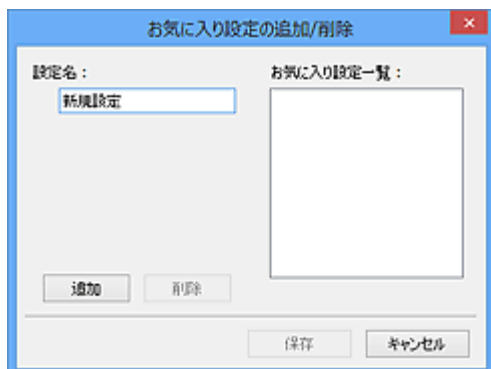 お気に入り設定の追加/削除
設定名：
お気に入り設定一覧：
新規設定
追加
削除
保存
キャンセル